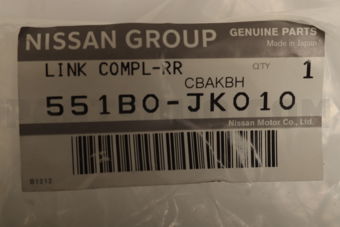 NISSAN GROUP GENUINE PARTS
Made in Japan
LINK COMPL-RR QTY 1
CBAKBH
551B0-JK010
Nissan Motor Co., Ltd.
B1212